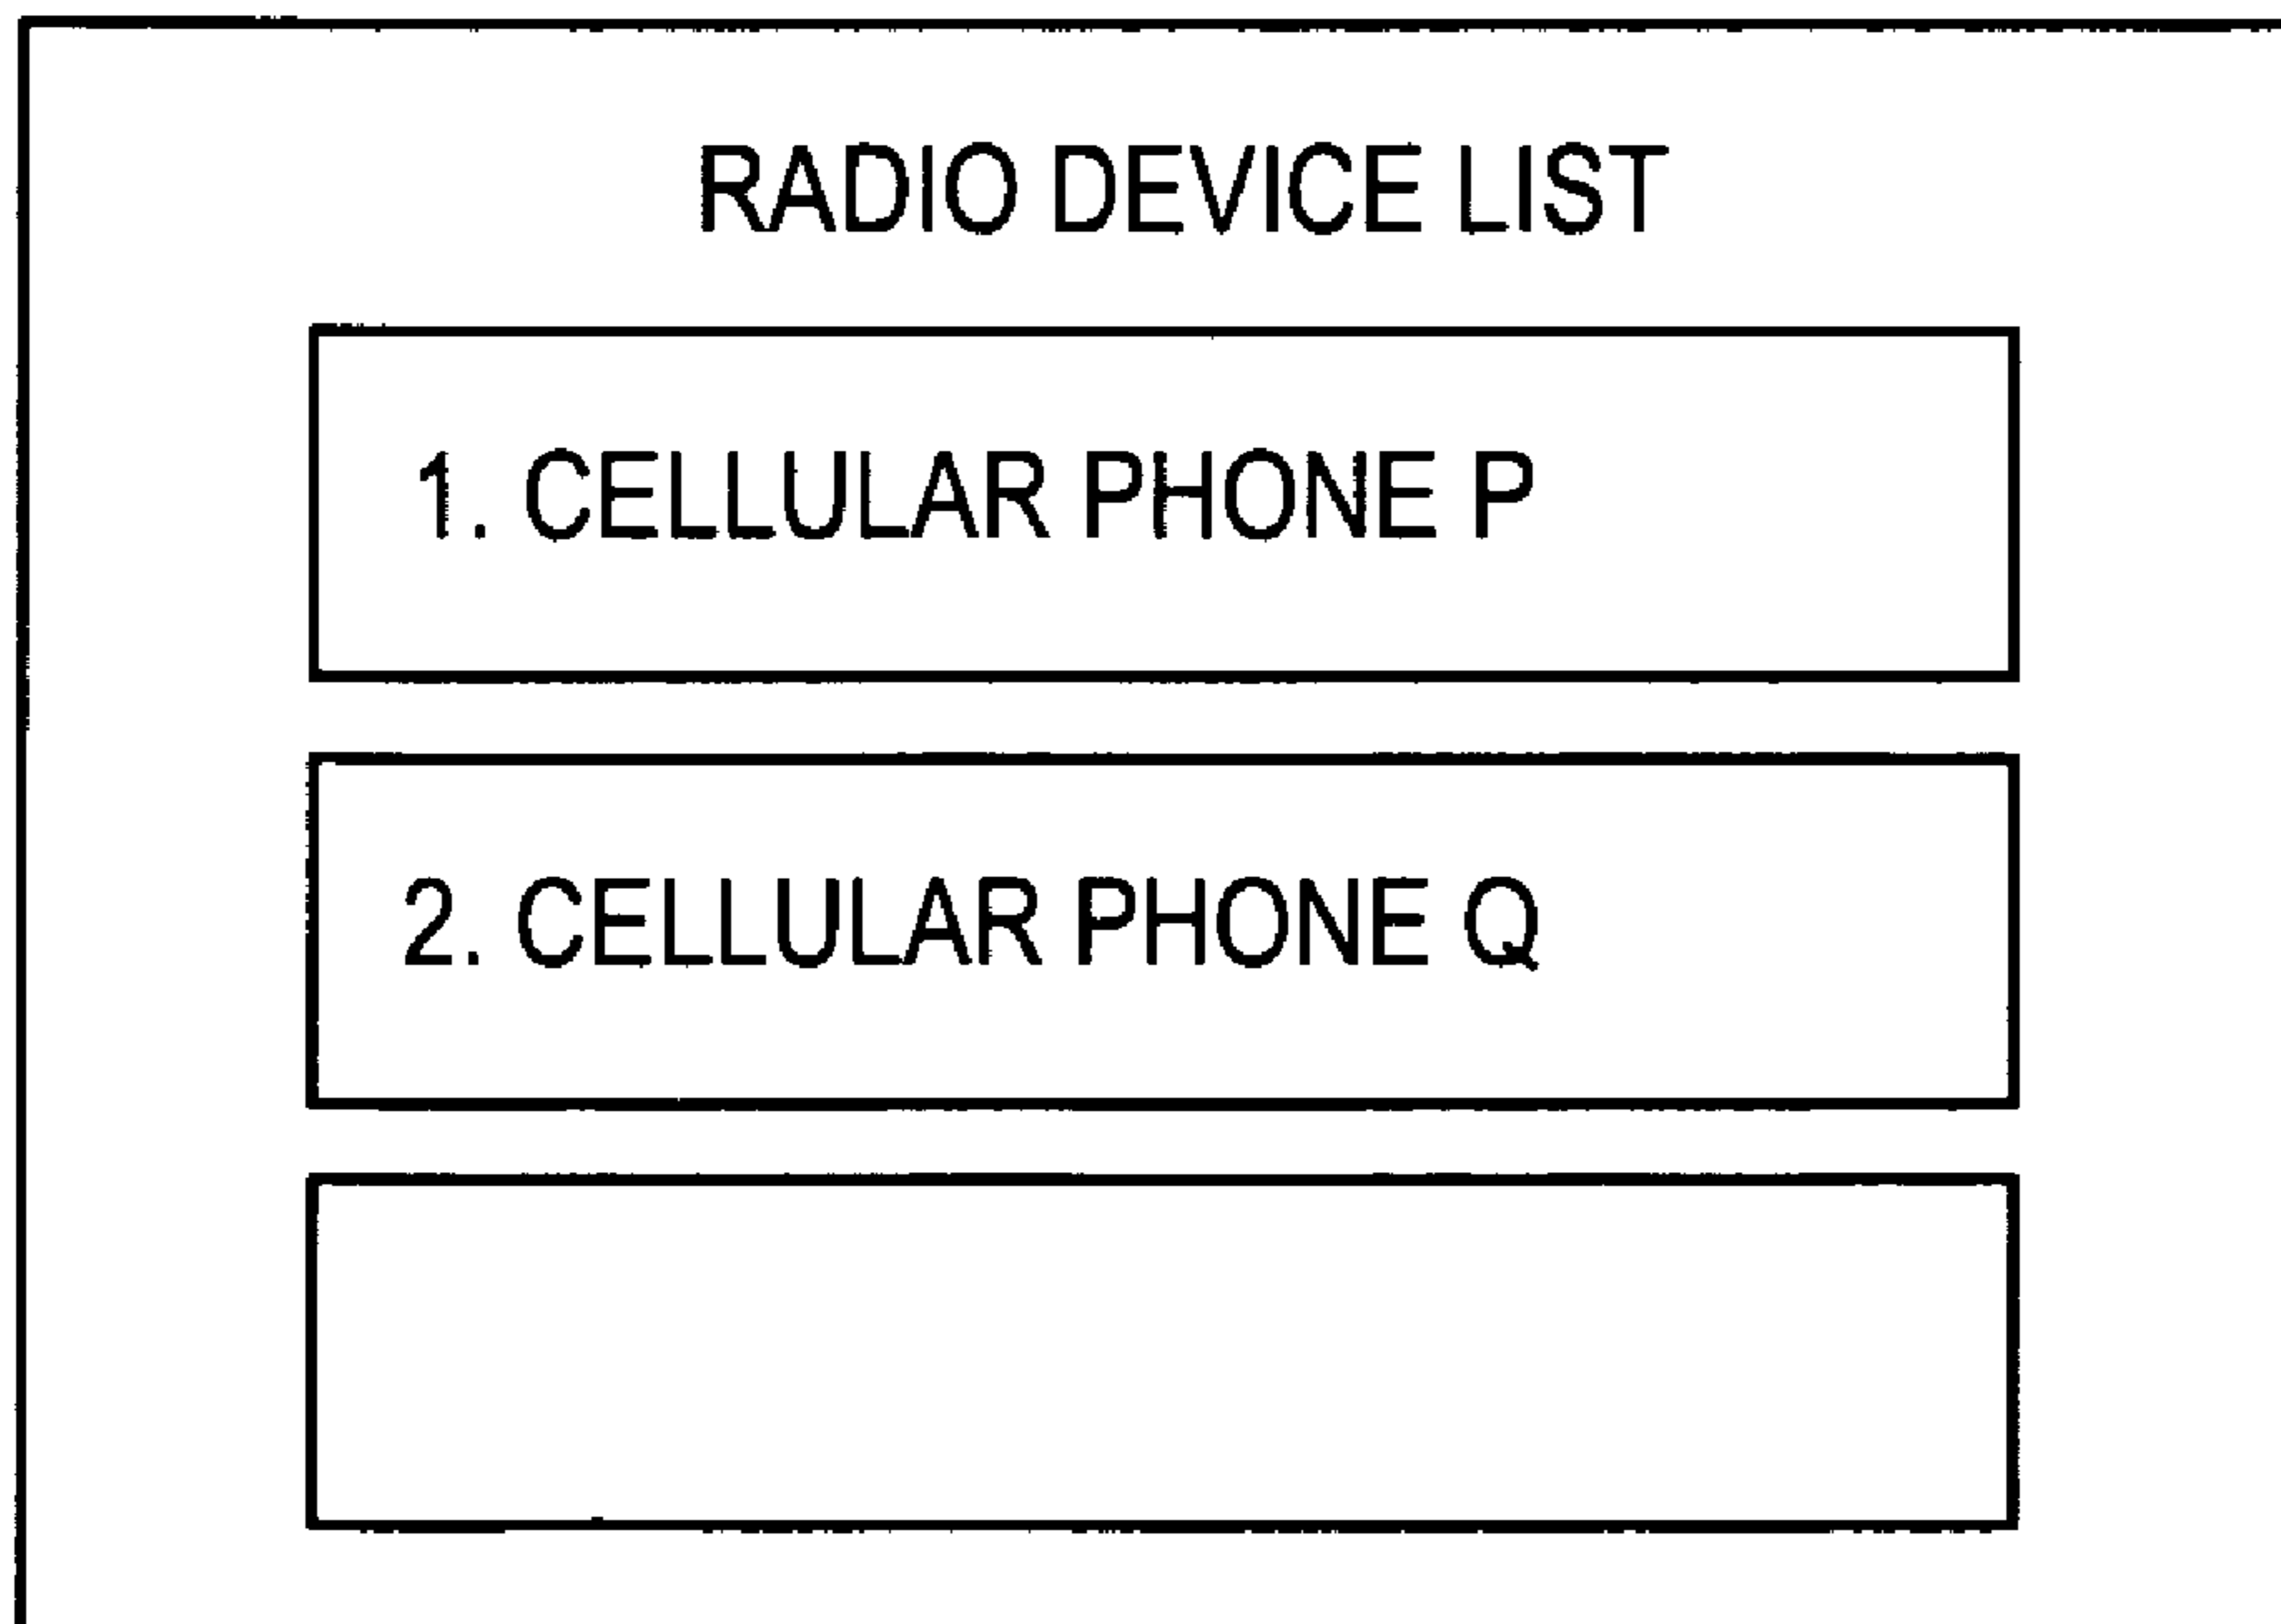 RADIO DEVICE LIST
1. CELLULAR PHONE P
2. CELLULAR PHONE Q